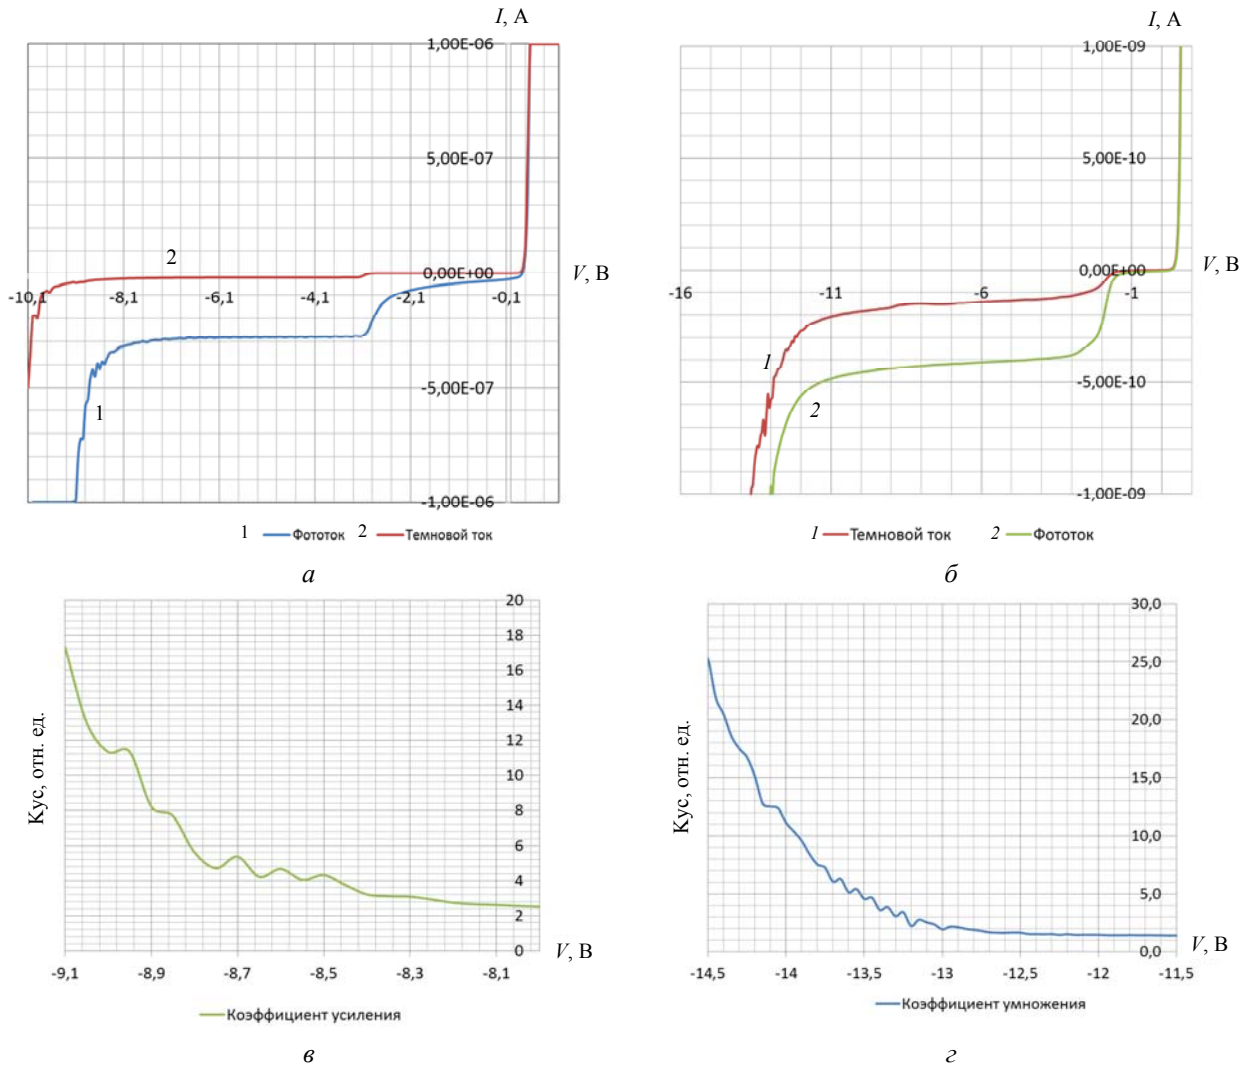 I, А
1,00E-06
5,00E-07
0,00E+00
-5,00E-07
-1,00E-06
-10,1 -8,1 -6,1 -4,1 -2,1 -0,1
V, В
2
1
1 Фототок 2 Темновой ток
а
I, А
1,00E-09
5,00E-10
0,00E+00
-5,00E-10
-1,00E-09
-16 -11 -6 -1
V, В
1
2
1 Темновой ток 2 Фототок
б
Кус, отн. ед.
20
18
16
14
12
10
8
6
4
2
0
-9,1 -8,9 -8,7 -8,5 -8,3 -8,1
V, В
Коэффициент усиления
в
Кус, отн. ед.
30,0
25,0
20,0
15,0
10,0
5,0
0,0
-14,5 -14 -13,5 -13 -12,5 -12 -11,5
V, В
Коэффициент умножения
г